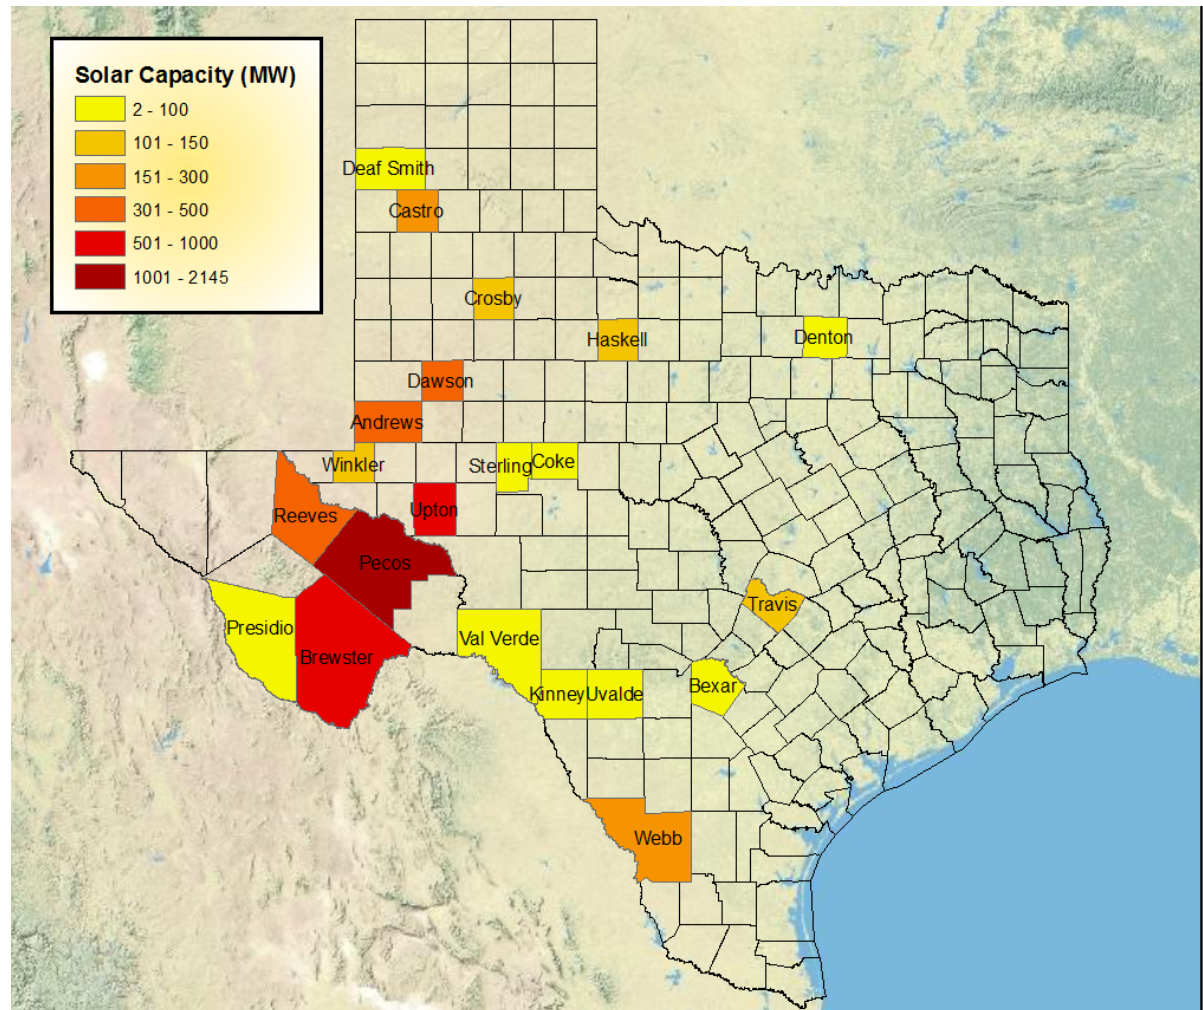 Solar Capacity (MW)
2 - 100
101 - 150
151 - 300
301 - 500
501 - 1000
1001 - 2145
Deaf Smith
Castro
Crosby
Haskell
Denton
Dawson
Andrews
Winkler
Sterling
Coke
Reeves
Upton
Pecos
Travis
Presidio
Val Verde
Brewster
Kinney
Uvalde
Bexar
Webb